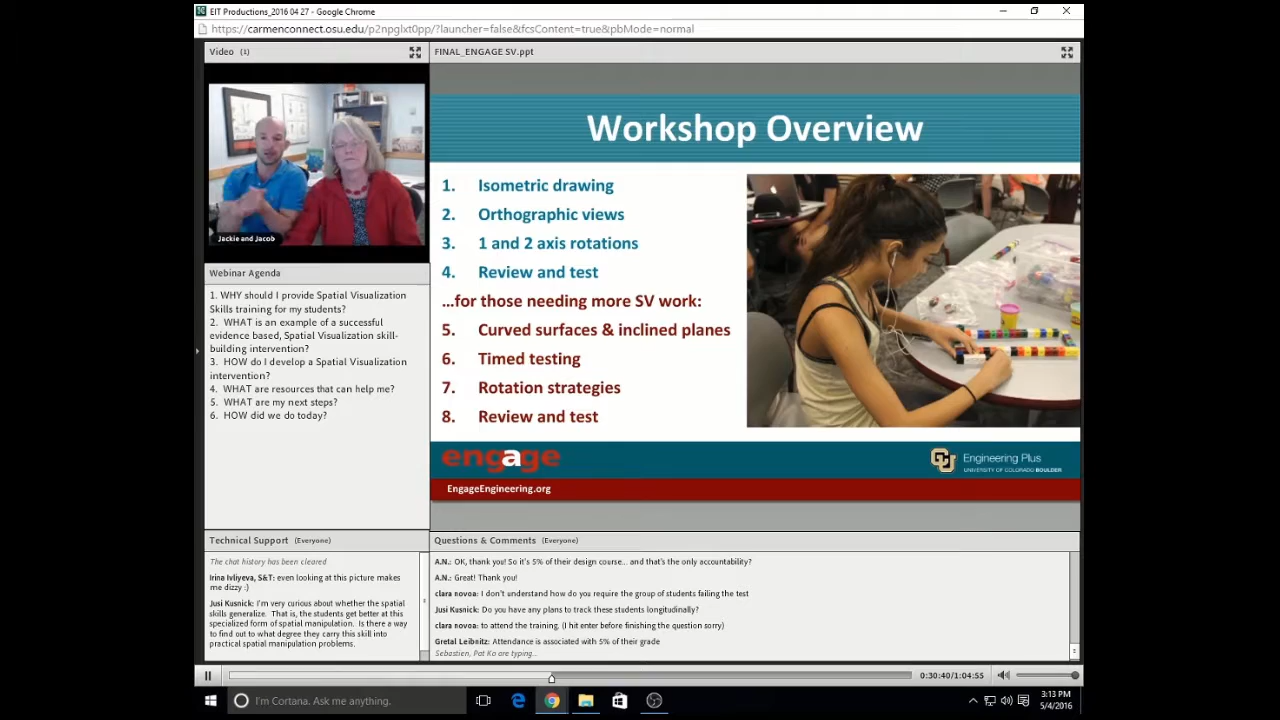 EIT Productions_2016 04 27 - Google Chrome
https://carmenconnect.osu.edu/p2npglxt0pp/?launcher=false&fcsContent=true&pbMode=normal
Video (1)
FINAL_ENGAGE SV.ppt
Jackie and Jacob
Webinar Agenda
1. WHY should I provide Spatial Visualization
Skills training for my students?
2. WHAT is an example of a successful
evidence based, Spatial Visualization skill-
building intervention?
3. HOW do I develop a Spatial Visualization
intervention?
4. WHAT are resources that can help me?
5. WHAT are my next steps?
6. HOW did we do today?
Workshop Overview
1. Isometric drawing
2. Orthographic views
3. 1 and 2 axis rotations
4. Review and test
...for those needing more SV work:
5. Curved surfaces & inclined planes
6. Timed testing
7. Rotation strategies
8. Review and test
engage
CU Engineering Plus
UNIVERSITY OF COLORADO BOULDER
EngageEngineering.org
Technical Support (Everyone)
The chat history has been cleared
Irina Ivliyeva, S&T: even looking at this picture makes
me dizzy :)
Jusi Kusnick: I'm very curious about whether the spatial
skills generalize. That is, the students get better at this
specialized form of spatial manipulation. Is there a way
to find out to what degree they carry this skill into
practical spatial manipulation problems.
Questions & Comments (Everyone)
A.N.: OK, thank you! So it's 5% of their design course... and that's the only accountability?
A.N.: Great! Thank you!
clara novoa: I don't understand how do you require the group of students failing the test
Jusi Kusnick: Do you have any plans to track these students longitudinally?
clara novoa: to attend the training. (I hit enter before finishing the question sorry)
Gretal Leibnitz: Attendance is associated with 5% of their grade
Sebastien, Pat Ko are typing...
0:30:40/1:04:55
I'm Cortana. Ask me anything.
3:13 PM
5/4/2016